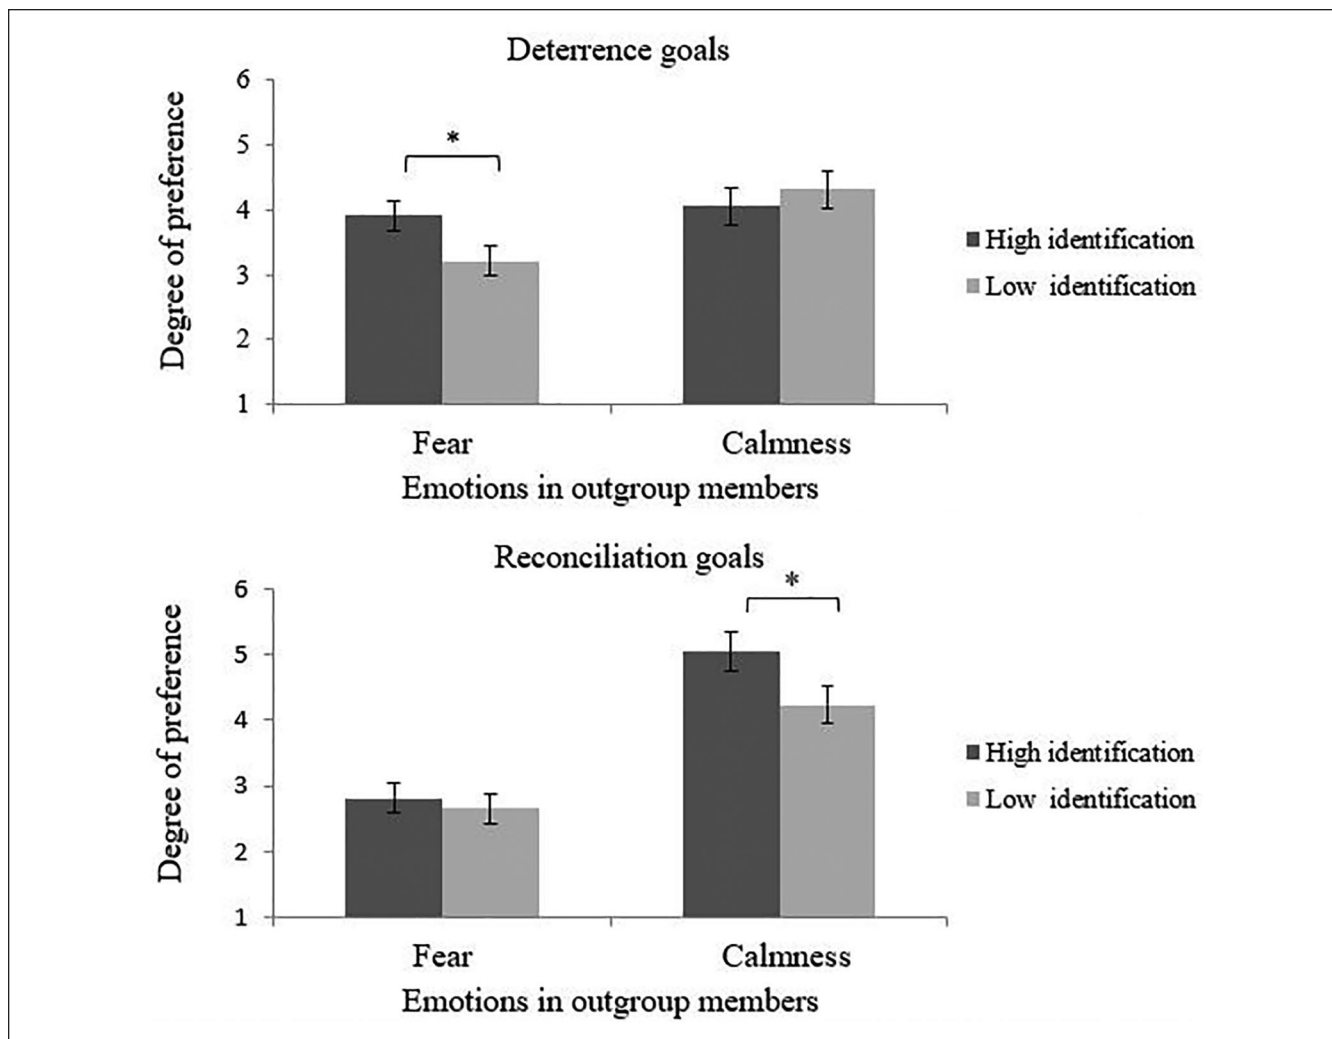 Deterrence goals
Degree of preference
6
5
4
3
2
1
*
Fear
Calmness
Emotions in outgroup members
High identification
Low identification
Reconciliation goals
Degree of preference
6
5
4
3
2
1
*
Fear
Calmness
Emotions in outgroup members
High identification
Low identification